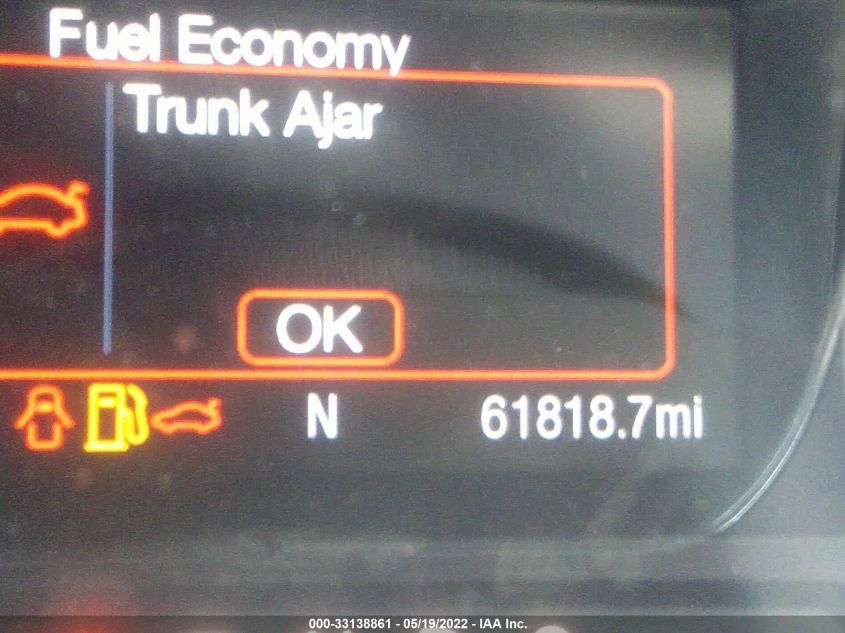 Fuel Economy
Trunk Ajar
OK
N 61818.7mi
000-33138861 - 05/19/2022 - IAA Inc.